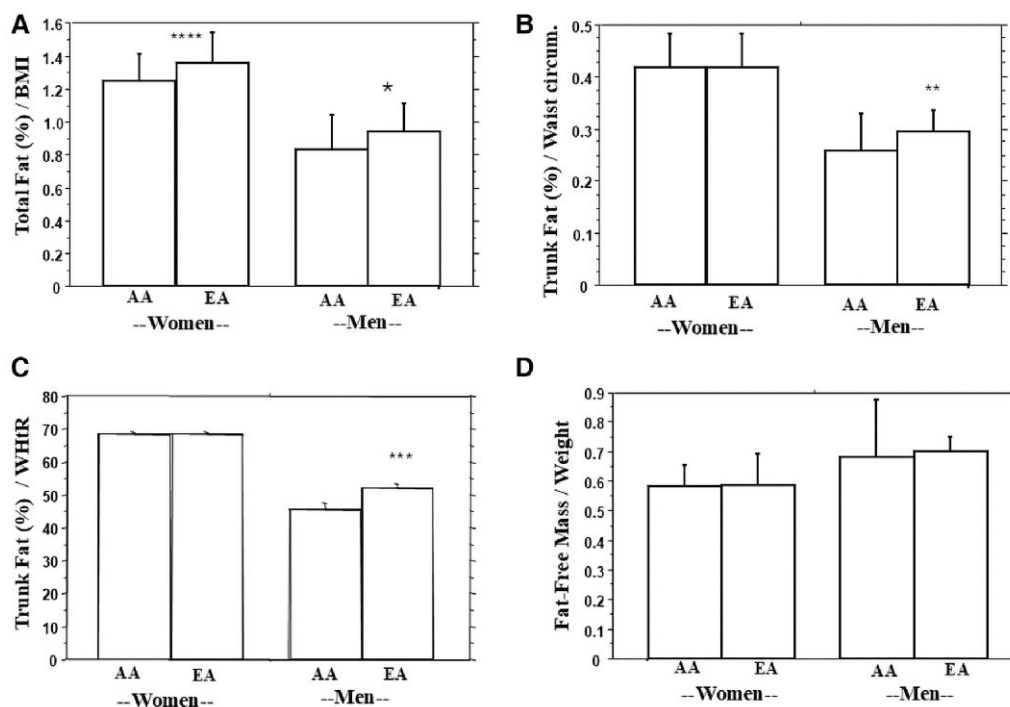 A
Total Fat (%) / BMI
1.6
1.4
1.2
1.0
0.8
0.6
0.4
0.2
0
****
*
AA EA AA EA
--Women-- --Men--
B
Trunk Fat (%) / Waist circum.
0.5
0.4
0.3
0.2
0.1
0
**
AA EA AA EA
--Women-- --Men--
C
Trunk Fat (%) / WHtR
80
70
60
50
40
30
20
10
0
***
AA EA AA EA
--Women-- --Men--
D
Fat-Free Mass / Weight
0.9
0.8
0.7
0.6
0.5
0.4
0.3
0.2
0.1
0
AA EA AA EA
--Women-- --Men--